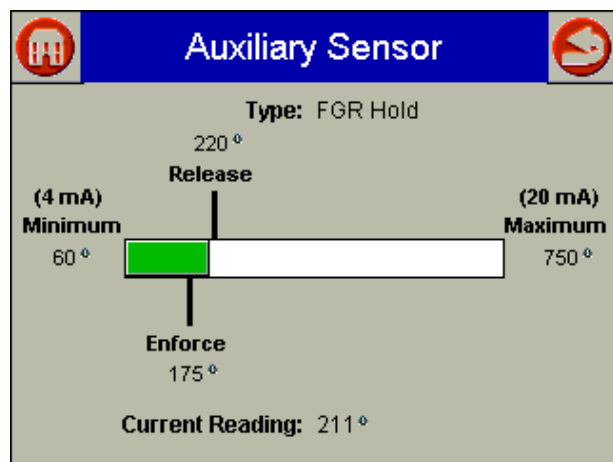 Auxiliary Sensor
Type: FGR Hold
220°
Release
(4 mA)
Minimum
60°
(20 mA)
Maximum
750°
Enforce
175°
Current Reading: 211°